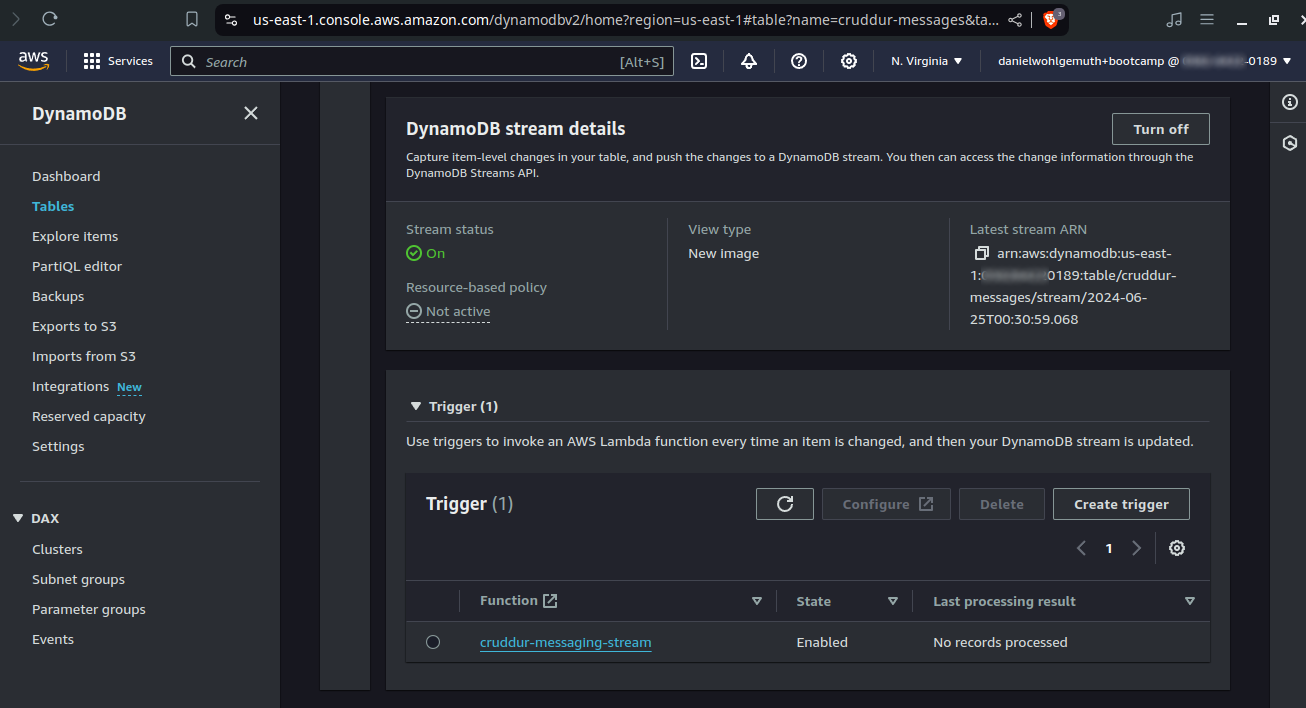 us-east-1.console.aws.amazon.com/dynamodbv2/home?region=us-east-1#table?name=cruddur-messages&ta...
3
aws
Services
Search
[Alt+S]
N. Virginia
danielwohlgemuth+bootcamp @
-0189
DynamoDB
Dashboard
Tables
Explore items
PartiQL editor
Backups
Exports to S3
Imports from S3
Integrations New
Reserved capacity
Settings
DAX
Clusters
Subnet groups
Parameter groups
Events
DynamoDB stream details
Turn off
Capture item-level changes in your table, and push the changes to a DynamoDB stream. You then can access the change information through the
DynamoDB Streams API.
Stream status
On
Resource-based policy
Not active
View type
New image
Latest stream ARN
arn:aws:dynamodb:us-east-
1: 0189:table/cruddur-
messages/stream/2024-06-
25T00:30:59.068
Trigger (1)
Use triggers to invoke an AWS Lambda function every time an item is changed, and then your DynamoDB stream is updated.
Trigger (1)
Configure
Delete
Create trigger
1
Function
State
Last processing result
cruddur-messaging-stream
Enabled
No records processed